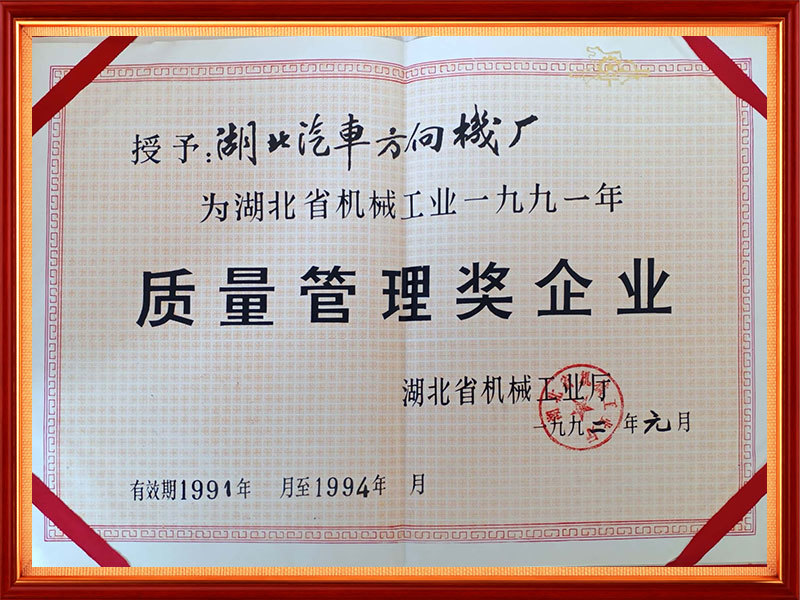 授予：湖北汽車方向機厂
为湖北省机械工业一九九一年
质量管理奖企业
湖北省机械工业厅
一九九二年元月
有效期1991年 月至1994年 月